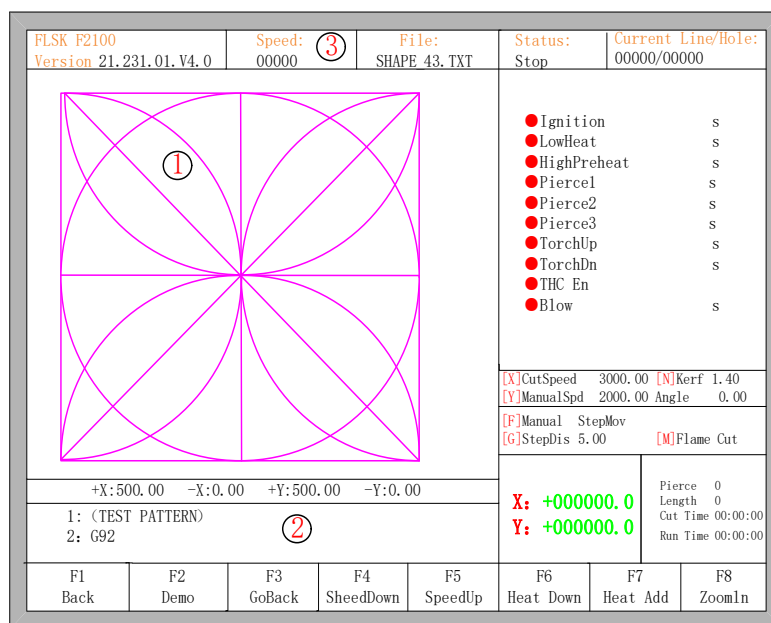 FLSK F2100
Version 21.231.01.V4.0
Speed:
00000
③
File:
SHAPE 43.TXT
Status:
Stop
Current Line/Hole:
00000/00000
①
Ignition s
LowHeat s
HighPreheat s
Pierce1 s
Pierce2 s
Pierce3 s
TorchUp s
TorchDn s
THC En
Blow s
[X]CutSpeed 3000.00 [N]Kerf 1.40
[Y]ManualSpd 2000.00 Angle 0.00
[F]Manual StepMov
[G]StepDis 5.00 [M]Flame Cut
+X:500.00 -X:0.00 +Y:500.00 -Y:0.00
1: (TEST PATTERN)
2: G92
②
X: +000000.0
Y: +000000.0
Pierce 0
Length 0
Cut Time 00:00:00
Run Time 00:00:00
F1 F2 F3 F4 F5 F6 F7 F8
Back Demo GoBack SheedDown SpeedUp Heat Down Heat Add Zoomln